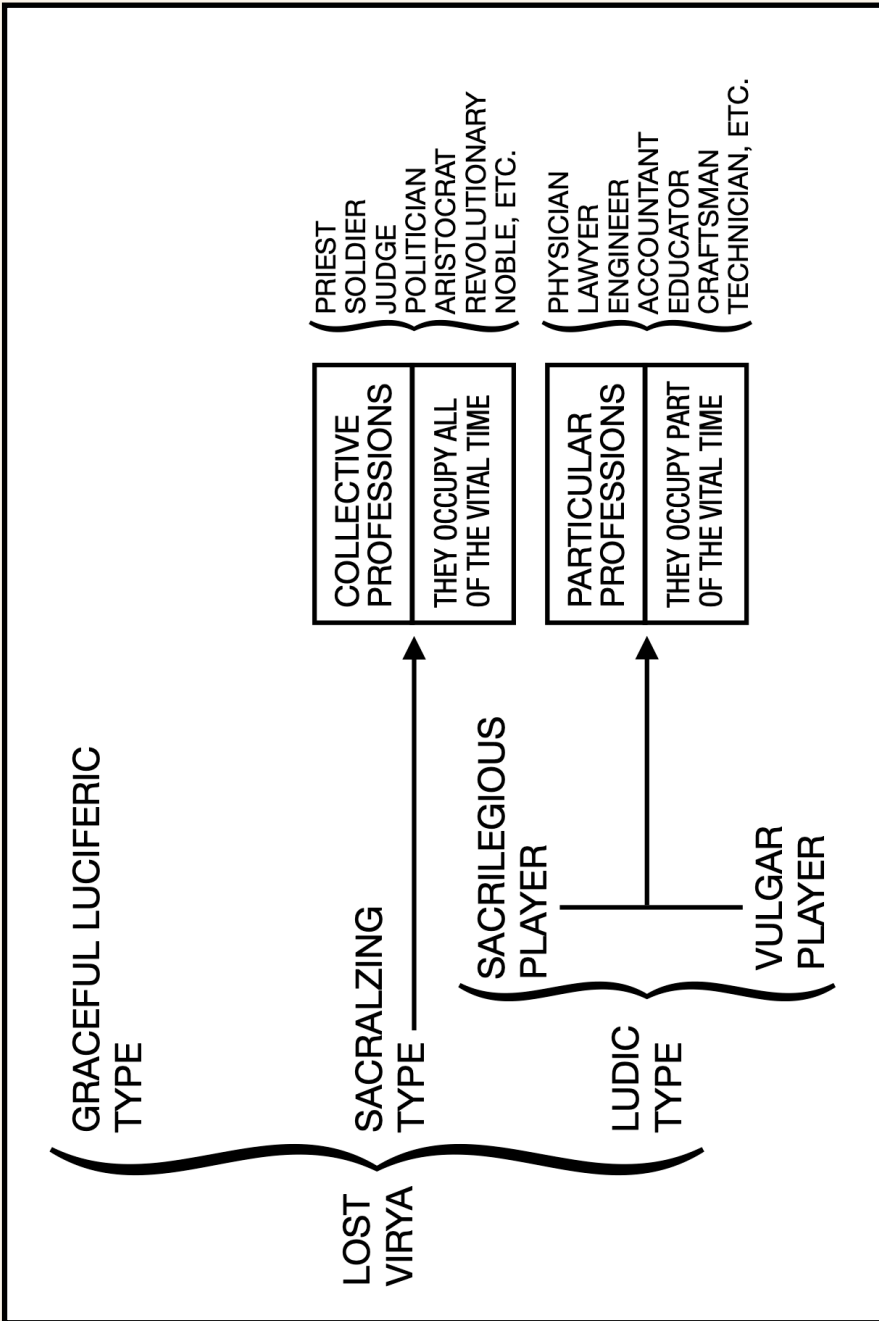 LOST
VIRYA
GRACEFUL LUCIFERIC
TYPE
SACRALZING
TYPE
COLLECTIVE
PROFESSIONS
THEY OCCUPY ALL
OF THE VITAL TIME
PRIEST
SOLDIER
JUDGE
POLITICIAN
ARISTOCRAT
REVOLUTIONARY
NOBLE, ETC.
LUDIC
TYPE
SACRILEGIOUS
PLAYER
VULGAR
PLAYER
PARTICULAR
PROFESSIONS
THEY OCCUPY PART
OF THE VITAL TIME
PHYSICIAN
LAWYER
ENGINEER
ACCOUNTANT
EDUCATOR
CRAFTSMAN
TECHNICIAN, ETC.